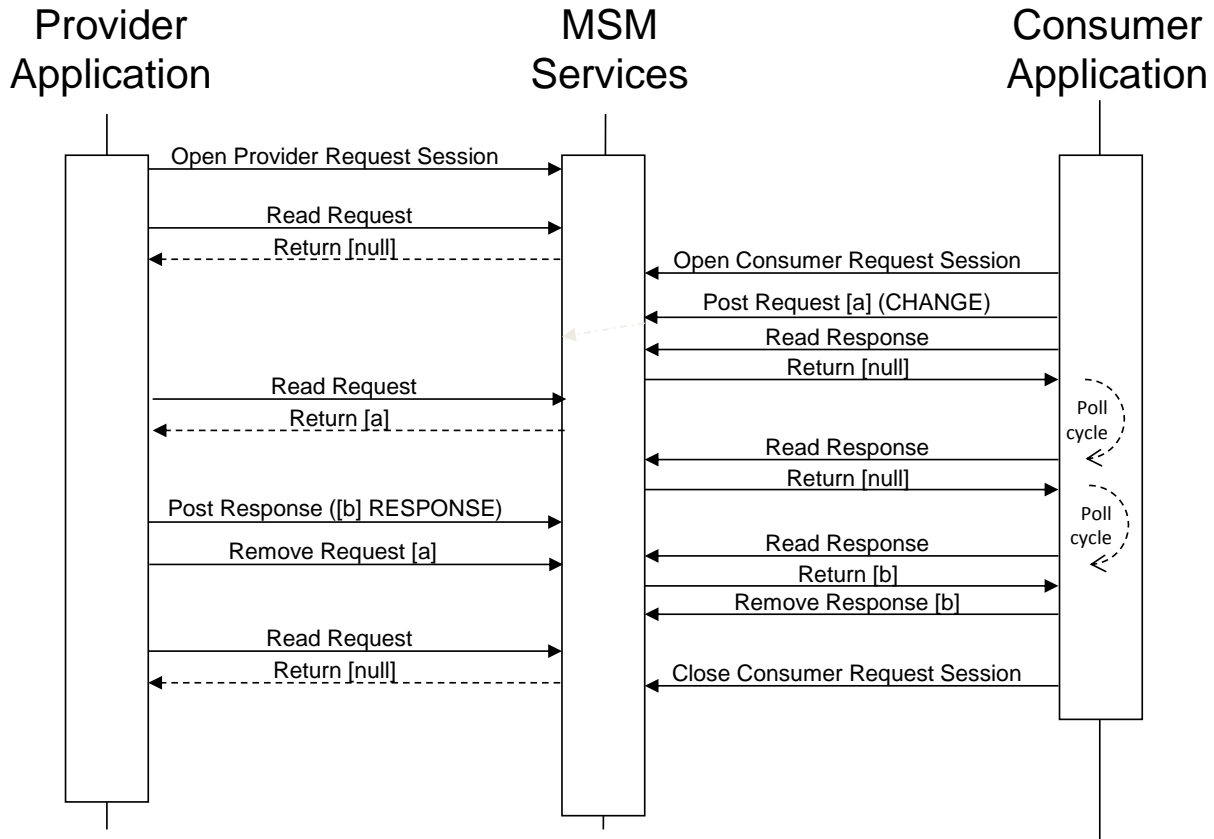 Provider
Application
MSM
Services
Consumer
Application
Open Provider Request Session
Read Request
Return [null]
Open Consumer Request Session
Post Request [a] (CHANGE)
Read Response
Return [null]
Read Request
Return [a]
Poll
cycle
Read Response
Return [null]
Post Response ([b] RESPONSE)
Poll
cycle
Remove Request [a]
Read Response
Return [b]
Remove Response [b]
Read Request
Return [null]
Close Consumer Request Session